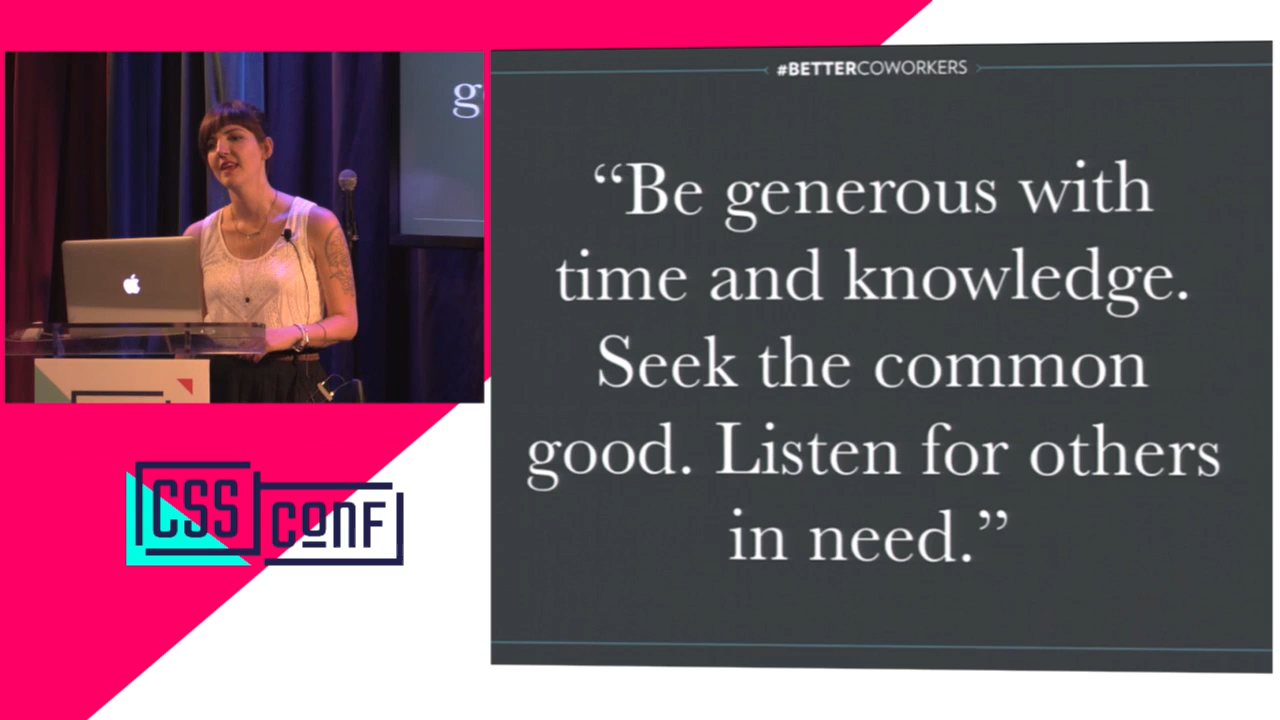 #BETTERCOWORKERS
“Be generous with
time and knowledge.
Seek the common
good. Listen for others
in need.”
g
CSS
CONF